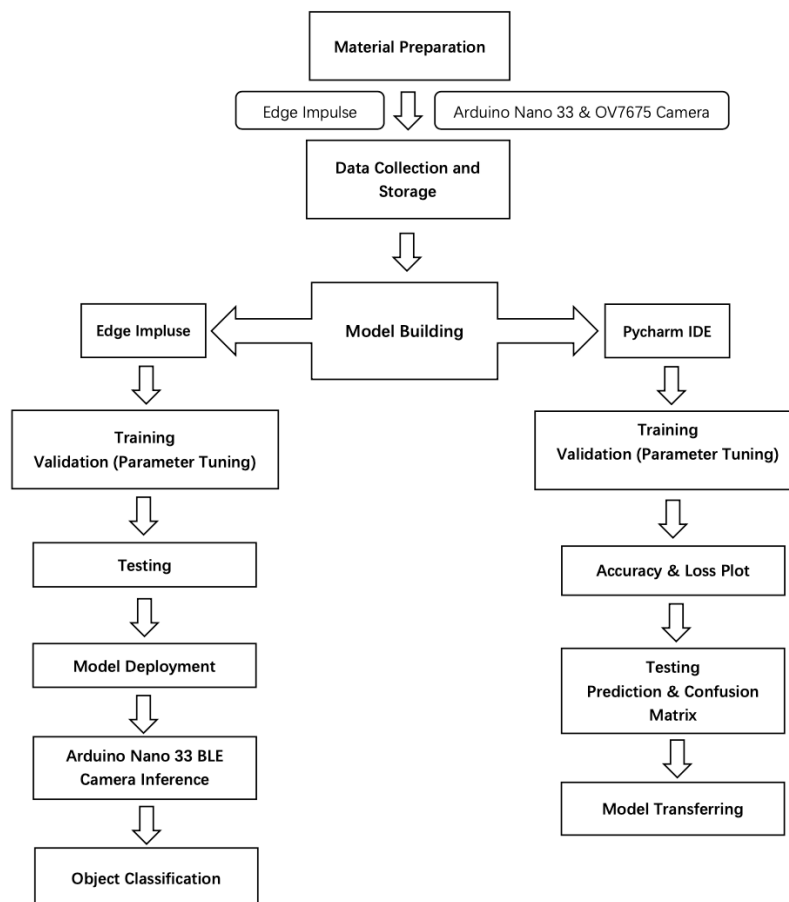 Material Preparation
Edge Impulse
Arduino Nano 33 & OV7675 Camera
Data Collection and
Storage
Model Building
Edge Impluse
Pycharm IDE
Training
Validation (Parameter Tuning)
Training
Validation (Parameter Tuning)
Testing
Accuracy & Loss Plot
Model Deployment
Testing
Prediction & Confusion
Matrix
Arduino Nano 33 BLE
Camera Inference
Model Transferring
Object Classification